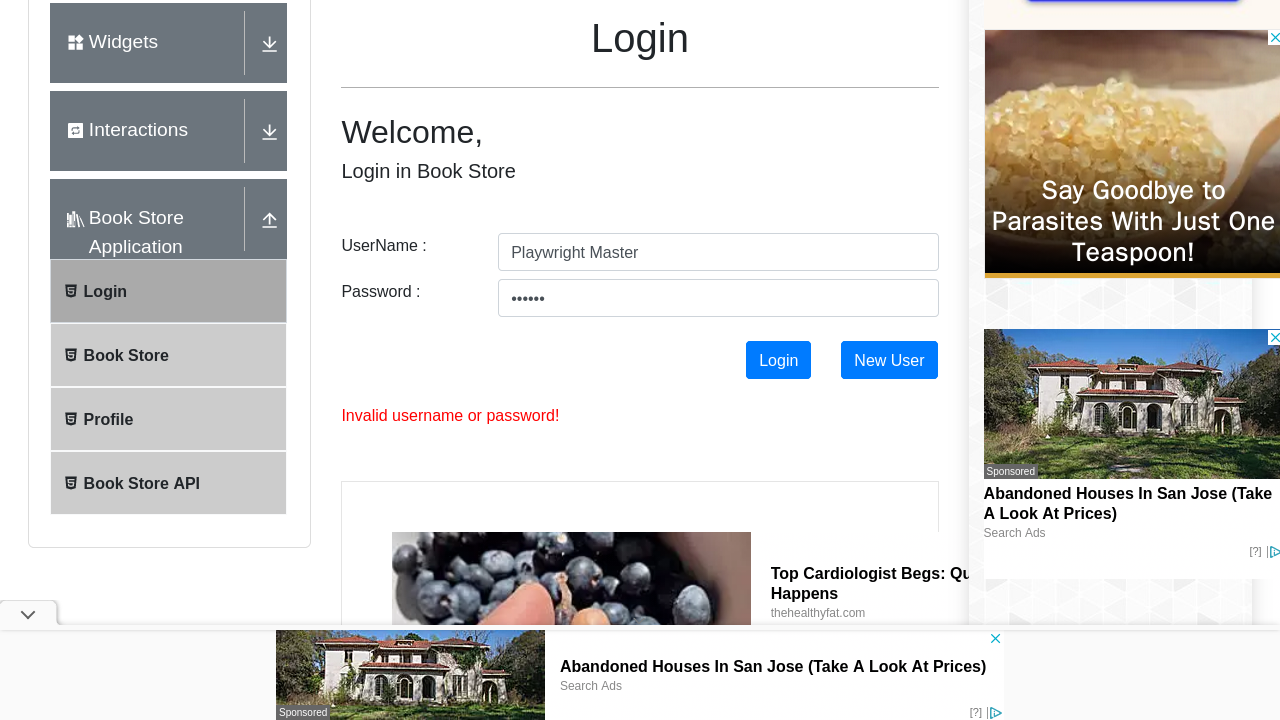 Widgets
Interactions
Book Store
Application
Login
Book Store
Profile
Book Store API
Login
Welcome,
Login in Book Store
UserName :
Playwright Master
Password :
••••••
Login
New User
Invalid username or password!
Top Cardiologist Begs: Qu
Happens
thehealthyfat.com
Say Goodbye to
Parasites With Just One
Teaspoon!
Sponsored
Abandoned Houses In San Jose (Take
A Look At Prices)
Search Ads
[?]
Sponsored
Abandoned Houses In San Jose (Take A Look At Prices)
Search Ads
[?]